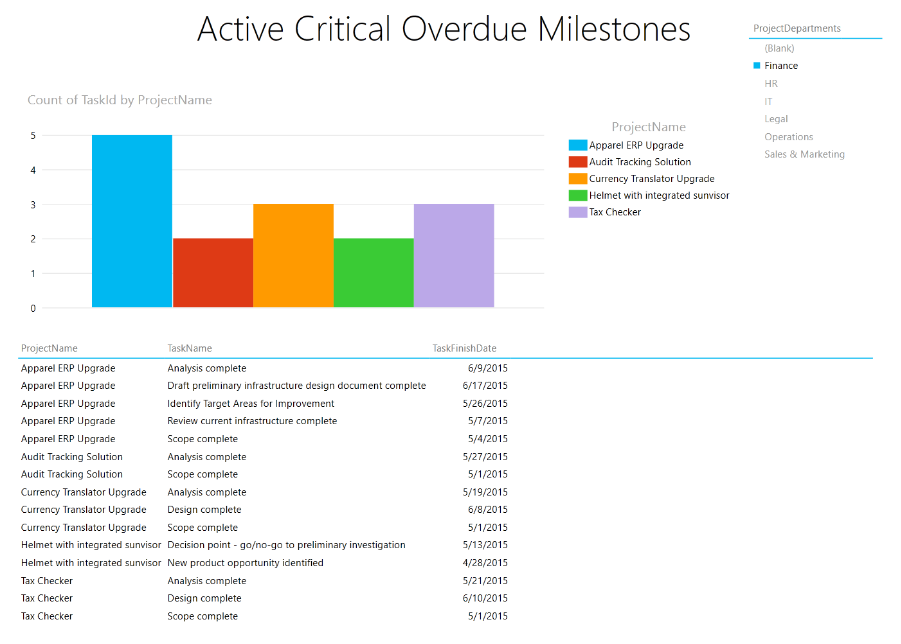 Active Critical Overdue Milestones
ProjectDepartments
(Blank)
Finance
HR
IT
Legal
Operations
Sales & Marketing
Count of TaskId by ProjectName
5
4
3
2
1
0
ProjectName
Apparel ERP Upgrade
Audit Tracking Solution
Currency Translator Upgrade
Helmet with integrated sunvisor
Tax Checker
ProjectName TaskName TaskFinishDate
Apparel ERP Upgrade Analysis complete 6/9/2015
Apparel ERP Upgrade Draft preliminary infrastructure design document complete 6/17/2015
Apparel ERP Upgrade Identify Target Areas for Improvement 5/26/2015
Apparel ERP Upgrade Review current infrastructure complete 5/7/2015
Apparel ERP Upgrade Scope complete 5/4/2015
Audit Tracking Solution Analysis complete 5/27/2015
Audit Tracking Solution Scope complete 5/1/2015
Currency Translator Upgrade Analysis complete 5/19/2015
Currency Translator Upgrade Design complete 6/8/2015
Currency Translator Upgrade Scope complete 5/1/2015
Helmet with integrated sunvisor Decision point - go/no-go to preliminary investigation 5/13/2015
Helmet with integrated sunvisor New product opportunity identified 4/28/2015
Tax Checker Analysis complete 5/21/2015
Tax Checker Design complete 6/10/2015
Tax Checker Scope complete 5/1/2015